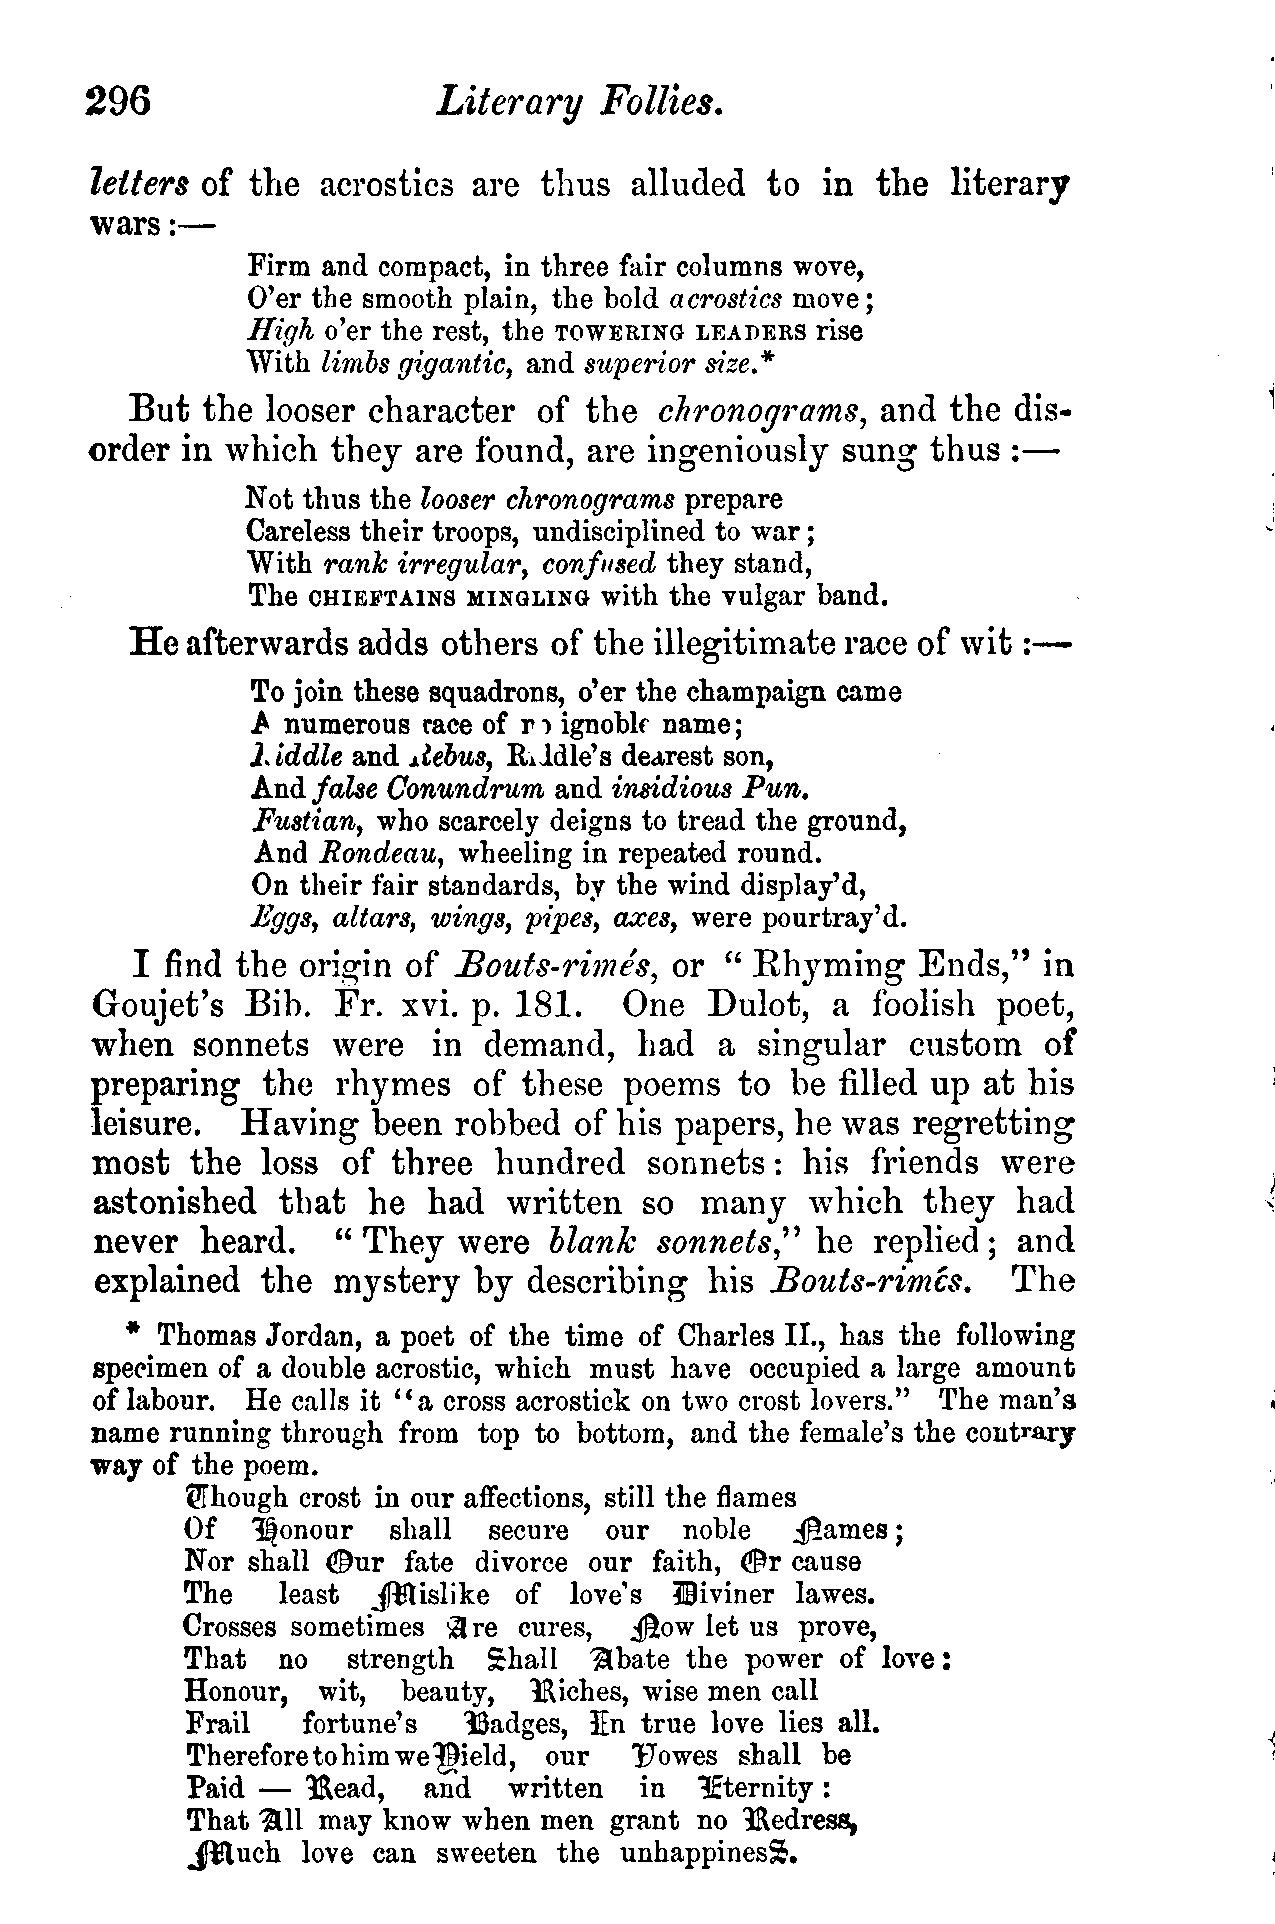 296 Literary Follies.
letters of the acrostics are thus alluded to in the literary
wars :—
Firm and compact, in three fair columns wove,
O'er the smooth plain, the bold acrostics move;
High o'er the rest, the TOWERING LEADERS rise
With limbs gigantic, and superior size.*
But the looser character of the chronograms, and the dis-
order in which they are found, are ingeniously sung thus :—
Not thus the looser chronograms prepare
Careless their troops, undisciplined to war;
With rank irregular, confused they stand,
The CHIEFTAINS MINGLING with the vulgar band.
He afterwards adds others of the illegitimate race of wit :—
To join these squadrons, o'er the champaign came
A numerous race of no ignoble name;
Riddle and Rebus, Riddle's dearest son,
And false Conundrum and insidious Pun.
Fustian, who scarcely deigns to tread the ground,
And Rondeau, wheeling in repeated round.
On their fair standards, by the wind display'd,
Eggs, altars, wings, pipes, axes, were pourtray'd.
I find the origin of Bouts-rimés, or " Rhyming Ends," in
Goujet's Bib. Fr. xvi. p. 181. One Dulot, a foolish poet,
when sonnets were in demand, had a singular custom of
preparing the rhymes of these poems to be filled up at his
leisure. Having been robbed of his papers, he was regretting
most the loss of three hundred sonnets: his friends were
astonished that he had written so many which they had
never heard. " They were blank sonnets," he replied; and
explained the mystery by describing his Bouts-rimés. The
* Thomas Jordan, a poet of the time of Charles II., has the following
specimen of a double acrostic, which must have occupied a large amount
of labour. He calls it "a cross acrostick on two crost lovers." The man's
name running through from top to bottom, and the female's the contrary
way of the poem.
Though crost in our affections, still the flames
Of Honour shall secure our noble Names;
Nor shall Our fate divorce our faith, Or cause
The least Mislike of love's Diviner lawes.
Crosses sometimes Are cures, Now let us prove,
That no strength Shall Abate the power of love:
Honour, wit, beauty, Riches, wise men call
Frail fortune's Badges, In true love lies all.
Therefore to him we Yield, our Vowes shall be
Paid — Read, and written in Eternity :
That All may know when men grant no Redress,
Much love can sweeten the unhappinesS.